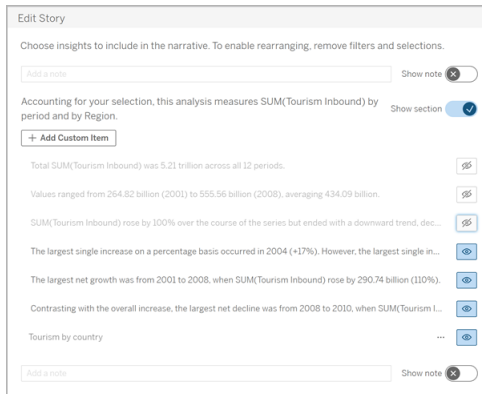 Edit Story
Choose insights to include in the narrative. To enable rearranging, remove filters and selections.
Add a note
Show note
Accounting for your selection, this analysis measures SUM(Tourism Inbound) by
period and by Region.
Show section
+ Add Custom Item
Total SUM(Tourism Inbound) was 5.21 trillion across all 12 periods.
Values ranged from 264.82 billion (2001) to 555.56 billion (2008), averaging 434.09 billion.
SUM(Tourism Inbound) rose by 100% over the course of the series but ended with a downward trend, dec...
The largest single increase on a percentage basis occurred in 2004 (+17%). However, the largest single in...
The largest net growth was from 2001 to 2008, when SUM(Tourism Inbound) rose by 290.74 billion (110%).
Contrasting with the overall increase, the largest net decline was from 2008 to 2010, when SUM(Tourism I...
Tourism by country
...
Add a note
Show note